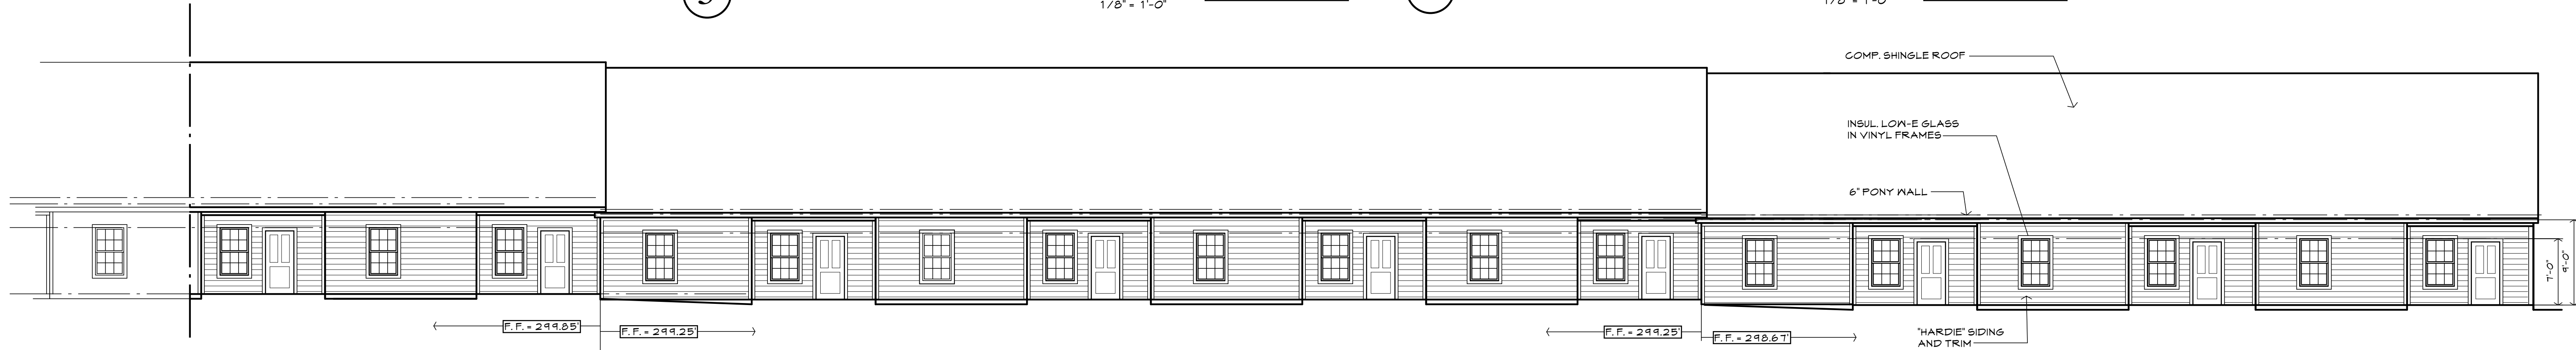 1/8" = 1'-0"
COMP. SHINGLE ROOF
INSUL. LOW-E GLASS
IN VINYL FRAMES
6" PONY WALL
7'-0"
9'-0"
F.F. = 299.85'
F.F. = 299.25'
F.F. = 299.25'
F.F. = 298.67'
"HARDIE" SIDING
AND TRIM